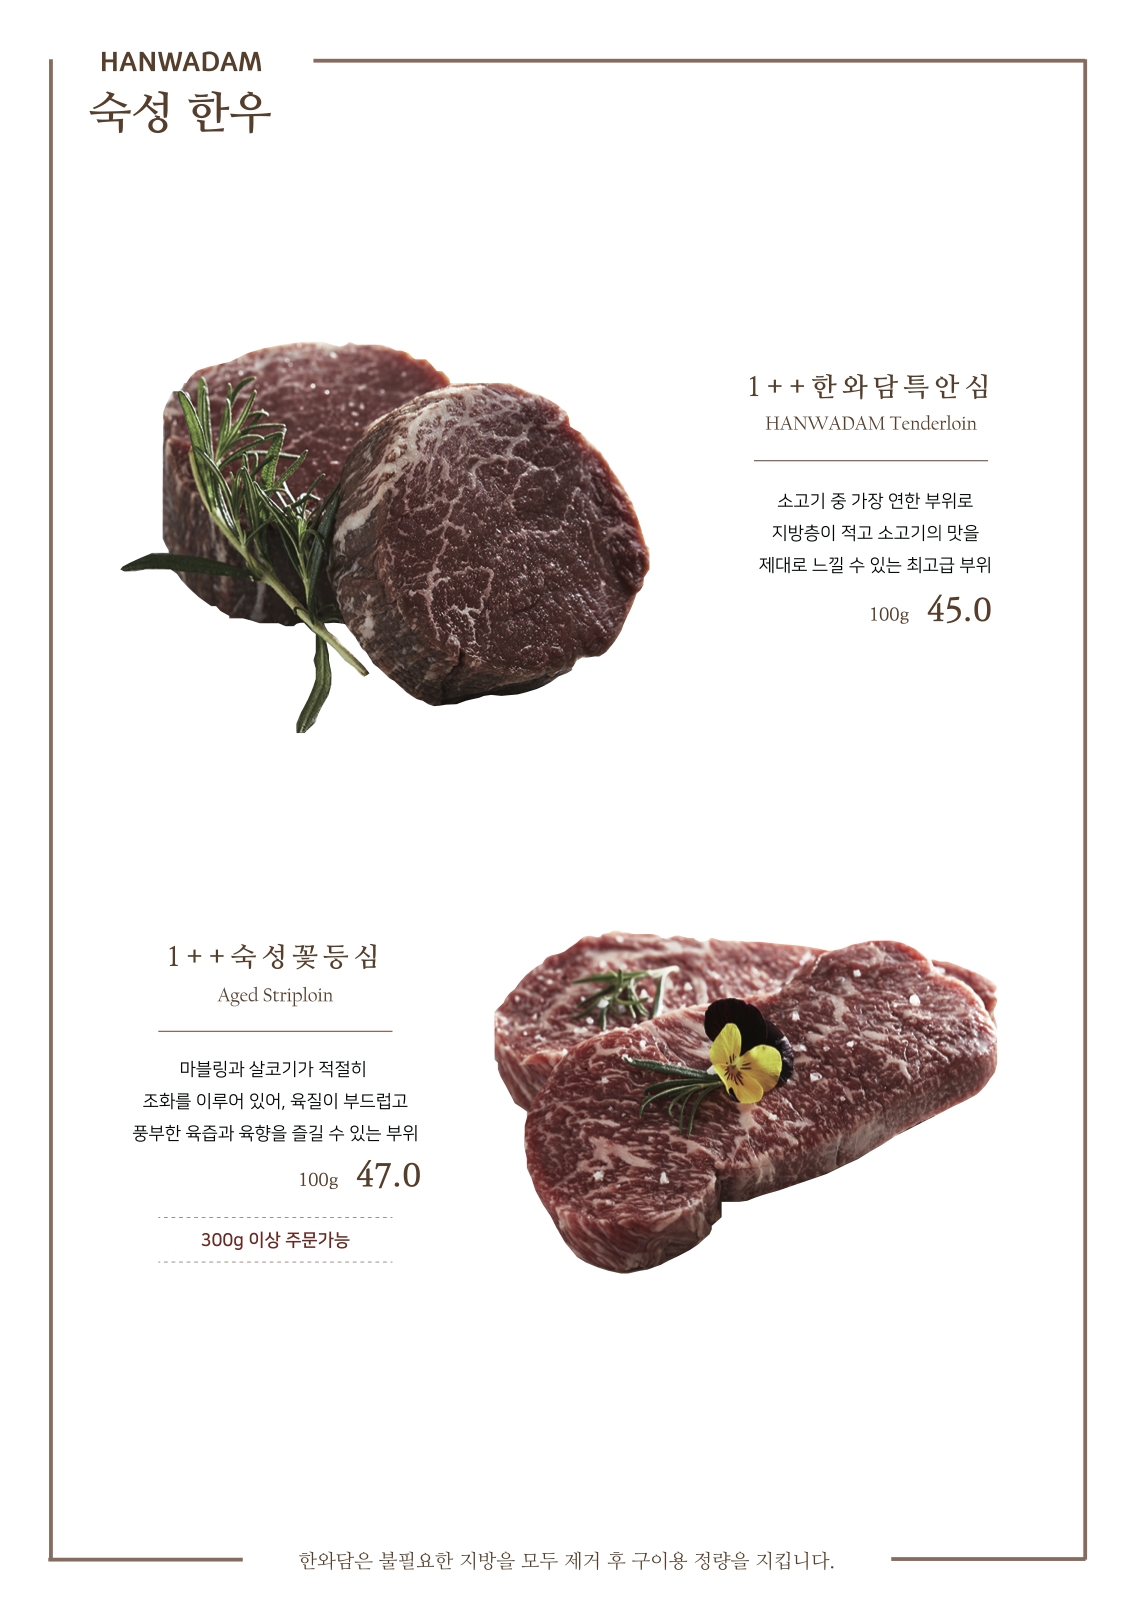 HANWADAM
숙성 한우
1++한와담특안심
HANWADAM Tenderloin
소고기 중 가장 연한 부위로
지방층이 적고 소고기의 맛을
제대로 느낄 수 있는 최고급 부위
100g 45.0
1++숙성꽃등심
Aged Striploin
마블링과 살코기가 적절히
조화를 이루어 있어, 육질이 부드럽고
풍부한 육즙과 육향을 즐길 수 있는 부위
100g 47.0
300g 이상 주문가능
한와담은 불필요한 지방을 모두 제거 후 구이용 정량을 지킵니다.